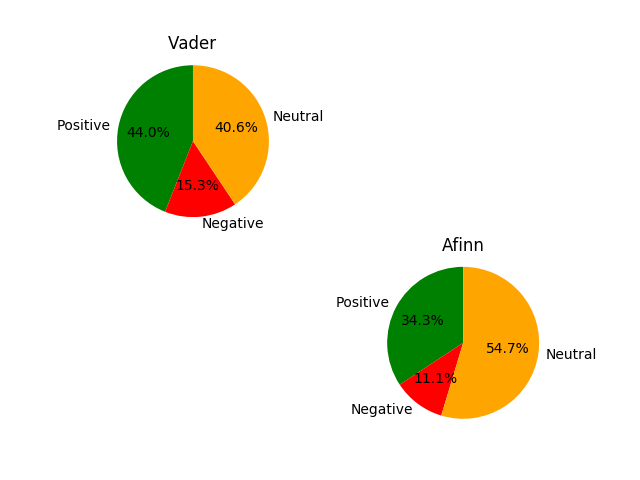 Vader
Positive
44.0%
40.6%
Neutral
15.3%
Negative
Afinn
Positive
34.3%
54.7%
Neutral
11.1%
Negative